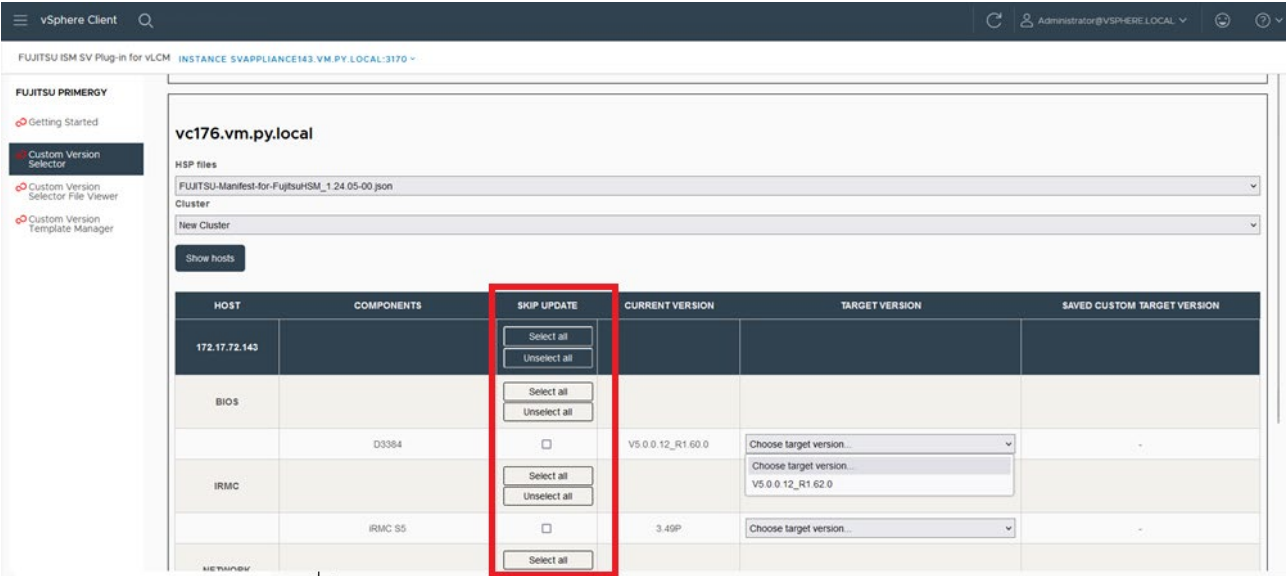 vSphere Client
Administrator@VSPHERE.LOCAL
FUJITSU ISM SV Plug-in for vLCM INSTANCE SVAPPLIANCE143.VM.PY.LOCAL:3170
FUJITSU PRIMERGY
Getting Started
Custom Version
Selector
Custom Version
Selector File Viewer
Custom Version
Template Manager
vc176.vm.py.local
HSP files
FUJITSU-Manifest-for-FujitsuHSM_1.24.05-00.json
Cluster
New Cluster
Show hosts
HOST COMPONENTS SKIP UPDATE CURRENT VERSION TARGET VERSION SAVED CUSTOM TARGET VERSION
172.17.72.143
Select all
Unselect all
BIOS
Select all
Unselect all
D3384 V5.0.0.12_R1.60.0 Choose target version... -
Choose target version...
V5.0.0.12_R1.62.0
IRMC
Select all
Unselect all
iRMC S5 3.49P Choose target version... -
NETWORK
Select all